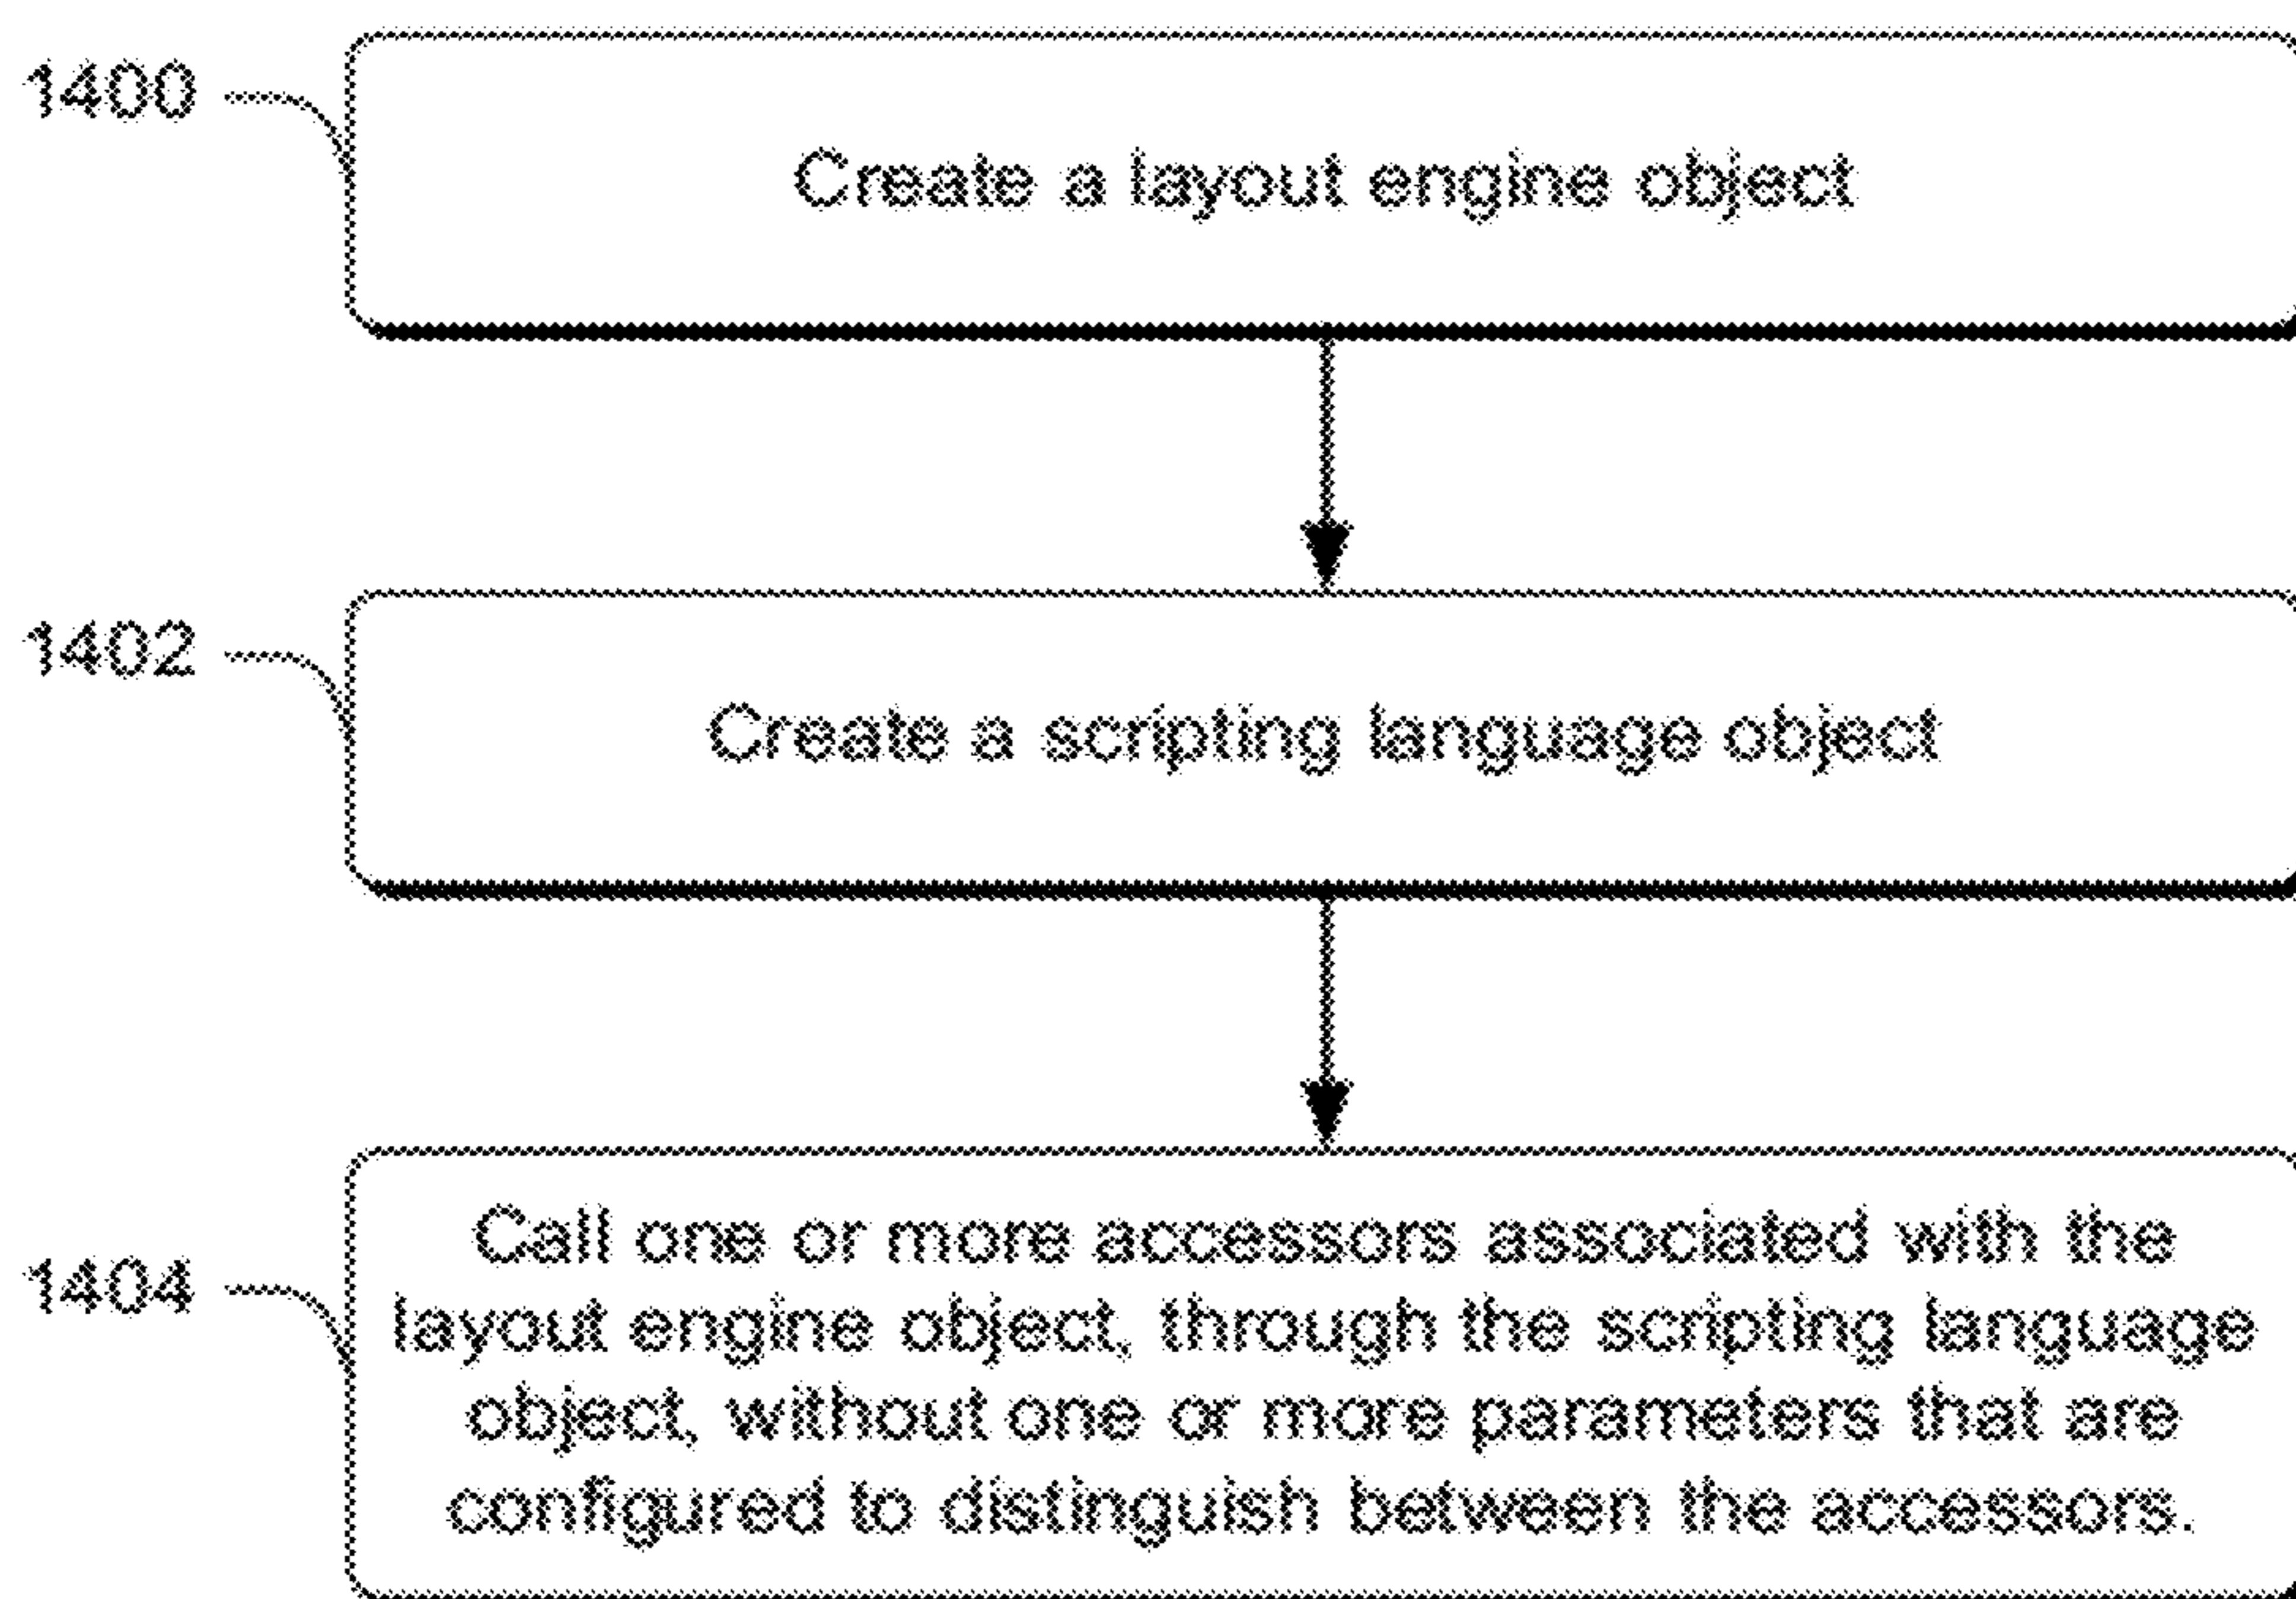 1400
Create a layout engine object
1402
Create a scripting language object
1404
Call one or more accessors associated with the
layout engine object, through the scripting language
object, without one or more parameters that are
configured to distinguish between the accessors.